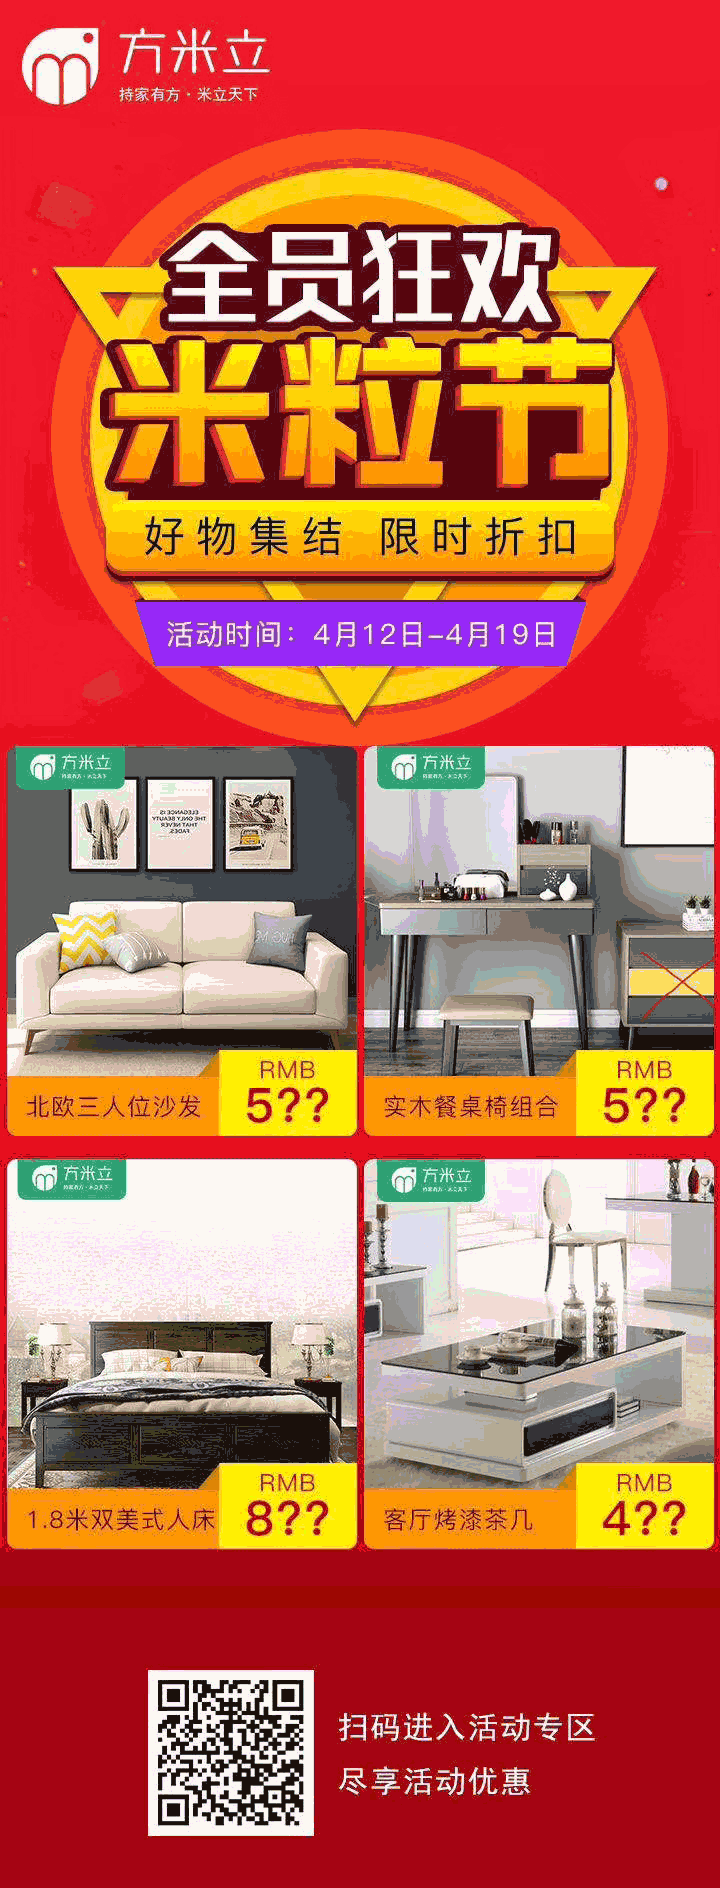 方米立
持家有方·米立天下
全员狂欢
米粒节
好物集结 限时折扣
活动时间：4月12日-4月19日
方米立
持家有方·米立天下
方米立
持家有方·米立天下
ELEGANCE IS
THE ONLY BEAUTY
THAT NEVER
FADES
HUG ME
RMB
北欧三人位沙发
5??
RMB
实木餐桌椅组合
5??
方米立
持家有方·米立天下
方米立
持家有方·米立天下
RMB
1.8米双美式人床
8??
RMB
客厅烤漆茶几
4??
扫码进入活动专区
尽享活动优惠